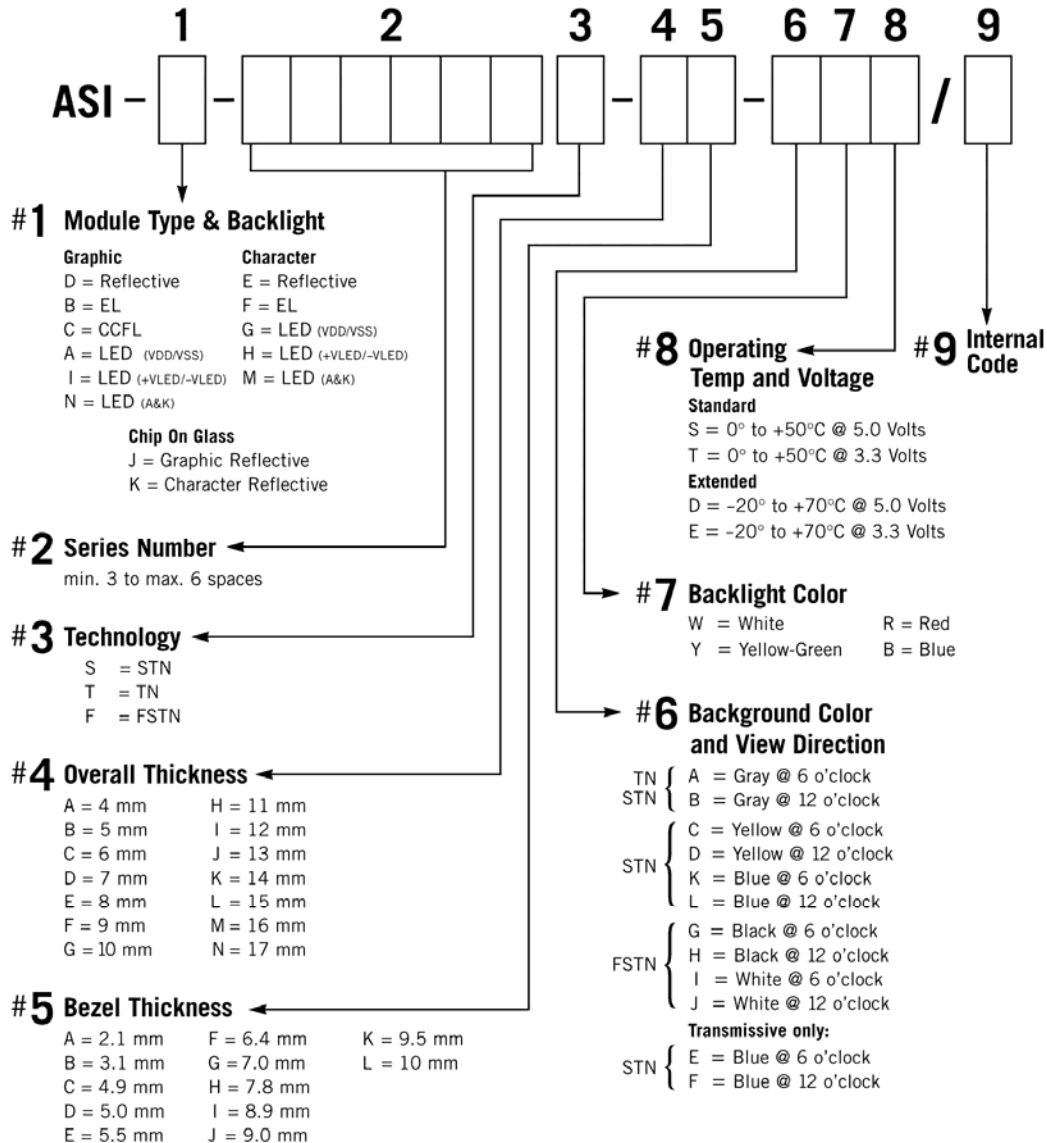 1 2 3 4 5 6 7 8 9
ASI – – – – /
#1 Module Type & Backlight
Graphic Character
D = Reflective E = Reflective
B = EL F = EL
C = CCFL G = LED (VDD/VSS)
A = LED (VDD/VSS) H = LED (+VLED/–VLED)
I = LED (+VLED/–VLED) M = LED (A&K)
N = LED (A&K)
Chip On Glass
J = Graphic Reflective
K = Character Reflective
#2 Series Number
min. 3 to max. 6 spaces
#3 Technology
S = STN
T = TN
F = FSTN
#4 Overall Thickness
A = 4 mm H = 11 mm
B = 5 mm I = 12 mm
C = 6 mm J = 13 mm
D = 7 mm K = 14 mm
E = 8 mm L = 15 mm
F = 9 mm M = 16 mm
G = 10 mm N = 17 mm
#5 Bezel Thickness
A = 2.1 mm F = 6.4 mm K = 9.5 mm
B = 3.1 mm G = 7.0 mm L = 10 mm
C = 4.9 mm H = 7.8 mm
D = 5.0 mm I = 8.9 mm
E = 5.5 mm J = 9.0 mm
#8 Operating
Temp and Voltage
Standard
S = 0° to +50°C @ 5.0 Volts
T = 0° to +50°C @ 3.3 Volts
Extended
D = –20° to +70°C @ 5.0 Volts
E = –20° to +70°C @ 3.3 Volts
#9 Internal
Code
#7 Backlight Color
W = White R = Red
Y = Yellow-Green B = Blue
#6 Background Color
and View Direction
TN { A = Gray @ 6 o'clock
STN B = Gray @ 12 o'clock
C = Yellow @ 6 o'clock
STN { D = Yellow @ 12 o'clock
K = Blue @ 6 o'clock
L = Blue @ 12 o'clock
G = Black @ 6 o'clock
FSTN { H = Black @ 12 o'clock
I = White @ 6 o'clock
J = White @ 12 o'clock
Transmissive only:
STN { E = Blue @ 6 o'clock
F = Blue @ 12 o'clock